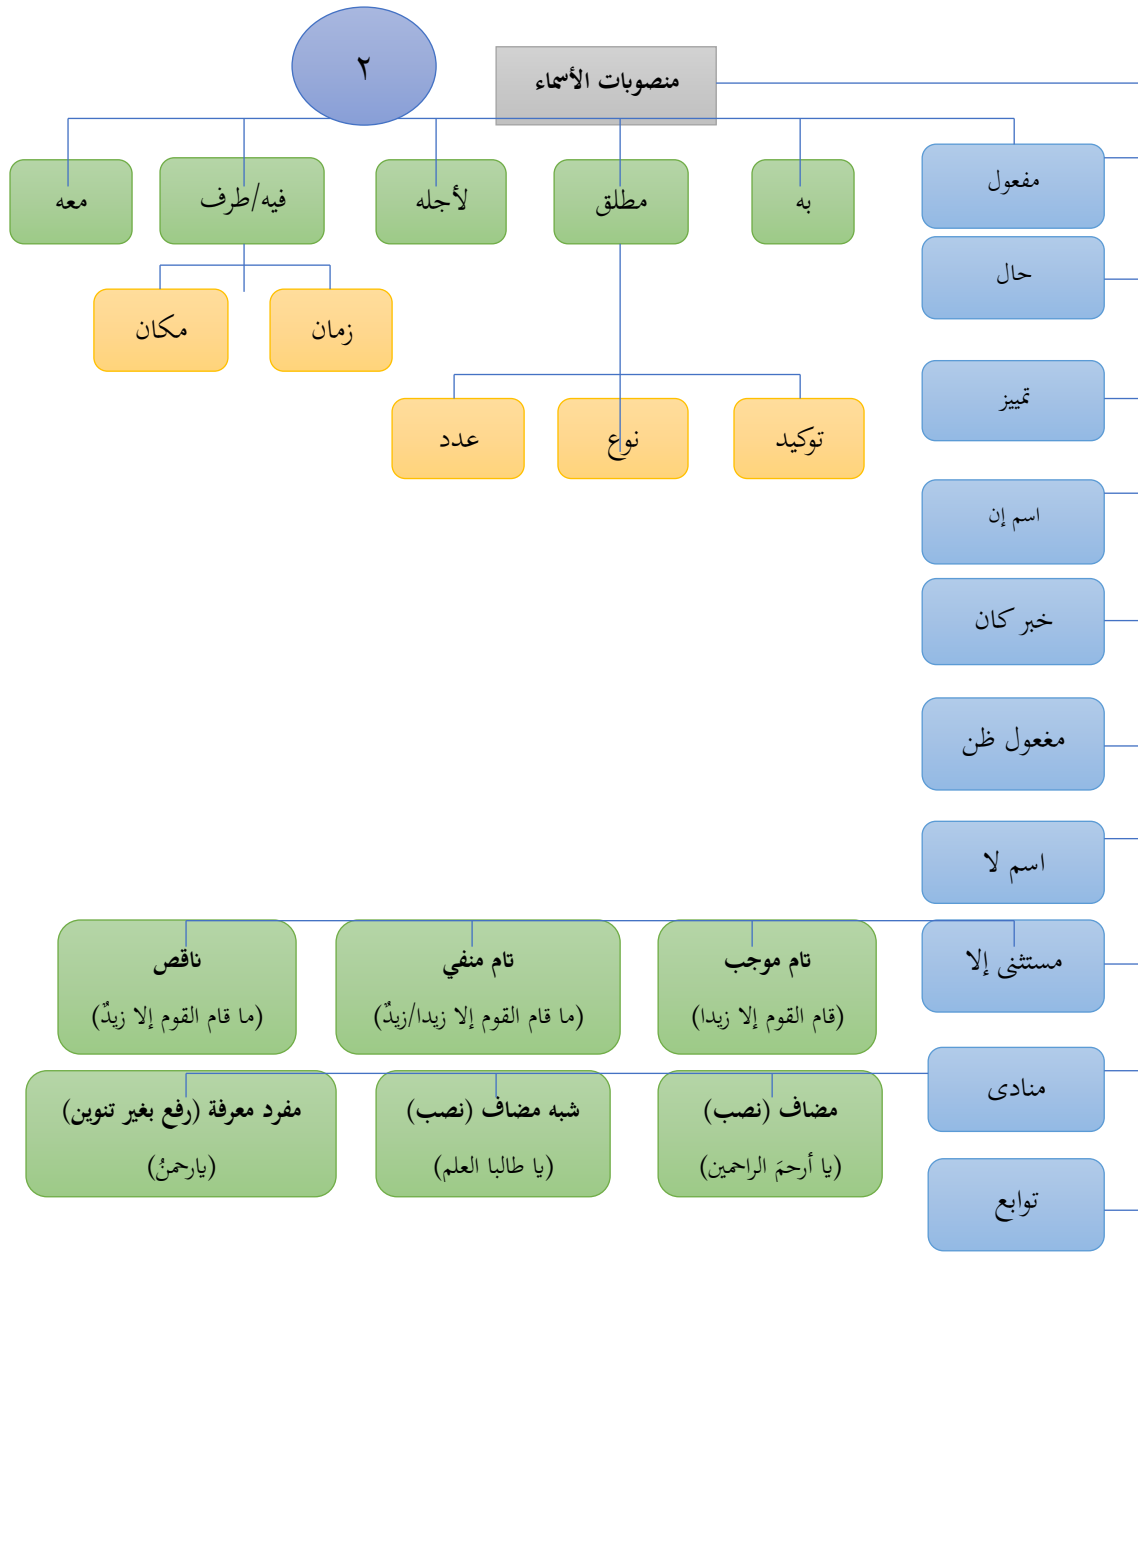 ٢
منصوبات الأسماء
مفعول
به
مطلق
لأجله
فيه/طرف
معه
حال
زمان
مكان
تمييز
توكيد
نوع
عدد
اسم إن
خبر كان
مغعول ظن
اسم لا
مستثنى إلا
تام موجب
(قام القوم إلا زيدا)
تام منفي
(ما قام القوم إلا زيدا/زيدٌ)
ناقص
(ما قام القوم إلا زيدٌ)
منادى
مضاف (نصب)
(يا أرحمَ الراحمين)
شبه مضاف (نصب)
(يا طالبا العلم)
مفرد معرفة (رفع بغير تنوين)
(يارحمنُ)
توابع